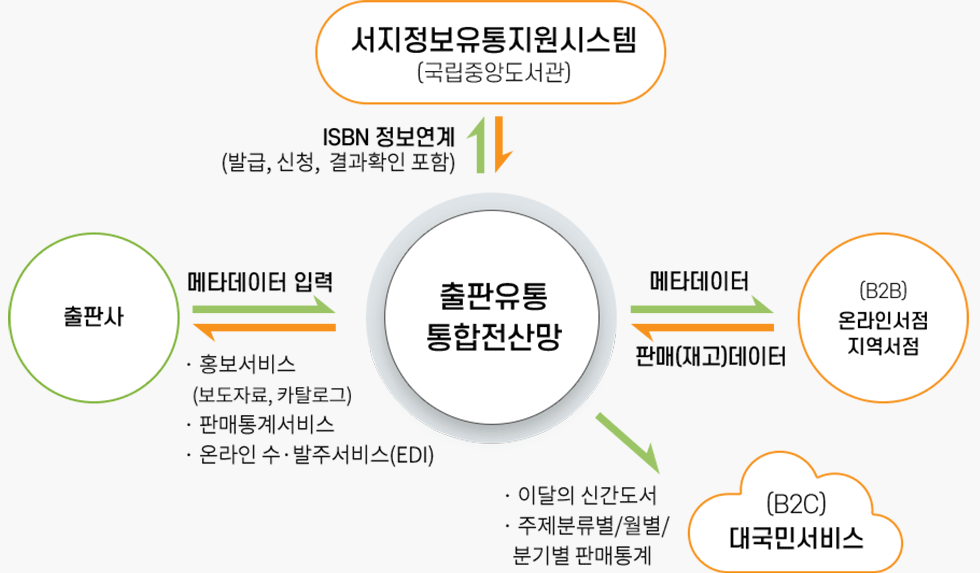 서지정보유통지원시스템
(국립중앙도서관)
ISBN 정보연계
(발급, 신청, 결과확인 포함)
출판사
메타데이터 입력
· 홍보서비스
(보도자료, 카탈로그)
· 판매통계서비스
· 온라인 수·발주서비스(EDI)
출판유통
통합전산망
메타데이터
판매(재고)데이터
(B2B)
온라인서점
지역서점
· 이달의 신간도서
· 주제분류별/월별/
분기별 판매통계
(B2C)
대국민서비스